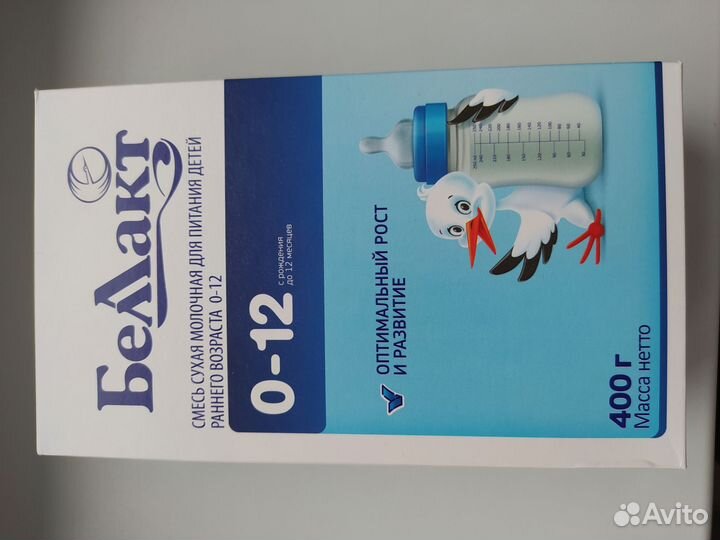 Беллакт
СМЕСЬ СУХАЯ МОЛОЧНАЯ ДЛЯ ПИТАНИЯ ДЕТЕЙ
РАННЕГО ВОЗРАСТА 0-12
0-12
с рождения
до 12 месяцев
ОПТИМАЛЬНЫЙ РОСТ
И РАЗВИТИЕ
400 г
Масса нетто
Avito